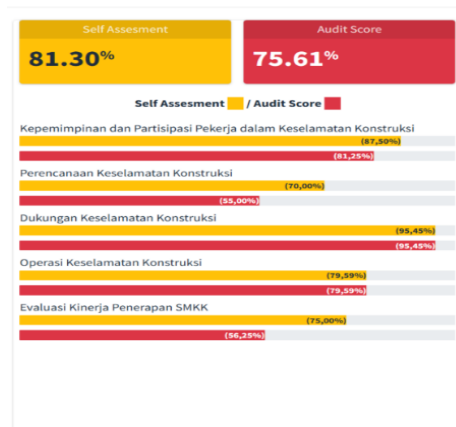 Self Assesment
Audit Score
81.30%
75.61%
Self Assesment / Audit Score
Kepemimpinan dan Partisipasi Pekerja dalam Keselamatan Konstruksi
(87,50%)
(81,25%)
Perencanaan Keselamatan Konstruksi
(70,00%)
(55,00%)
Dukungan Keselamatan Konstruksi
(95,45%)
(95,45%)
Operasi Keselamatan Konstruksi
(79,59%)
(79,59%)
Evaluasi Kinerja Penerapan SMKK
(75,00%)
(56,25%)